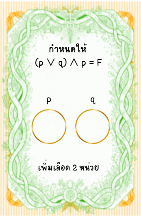 กำหนดให้
(p ∨ q) ∧ p = F
p q
เพิ่มเลือด 2 หน่วย